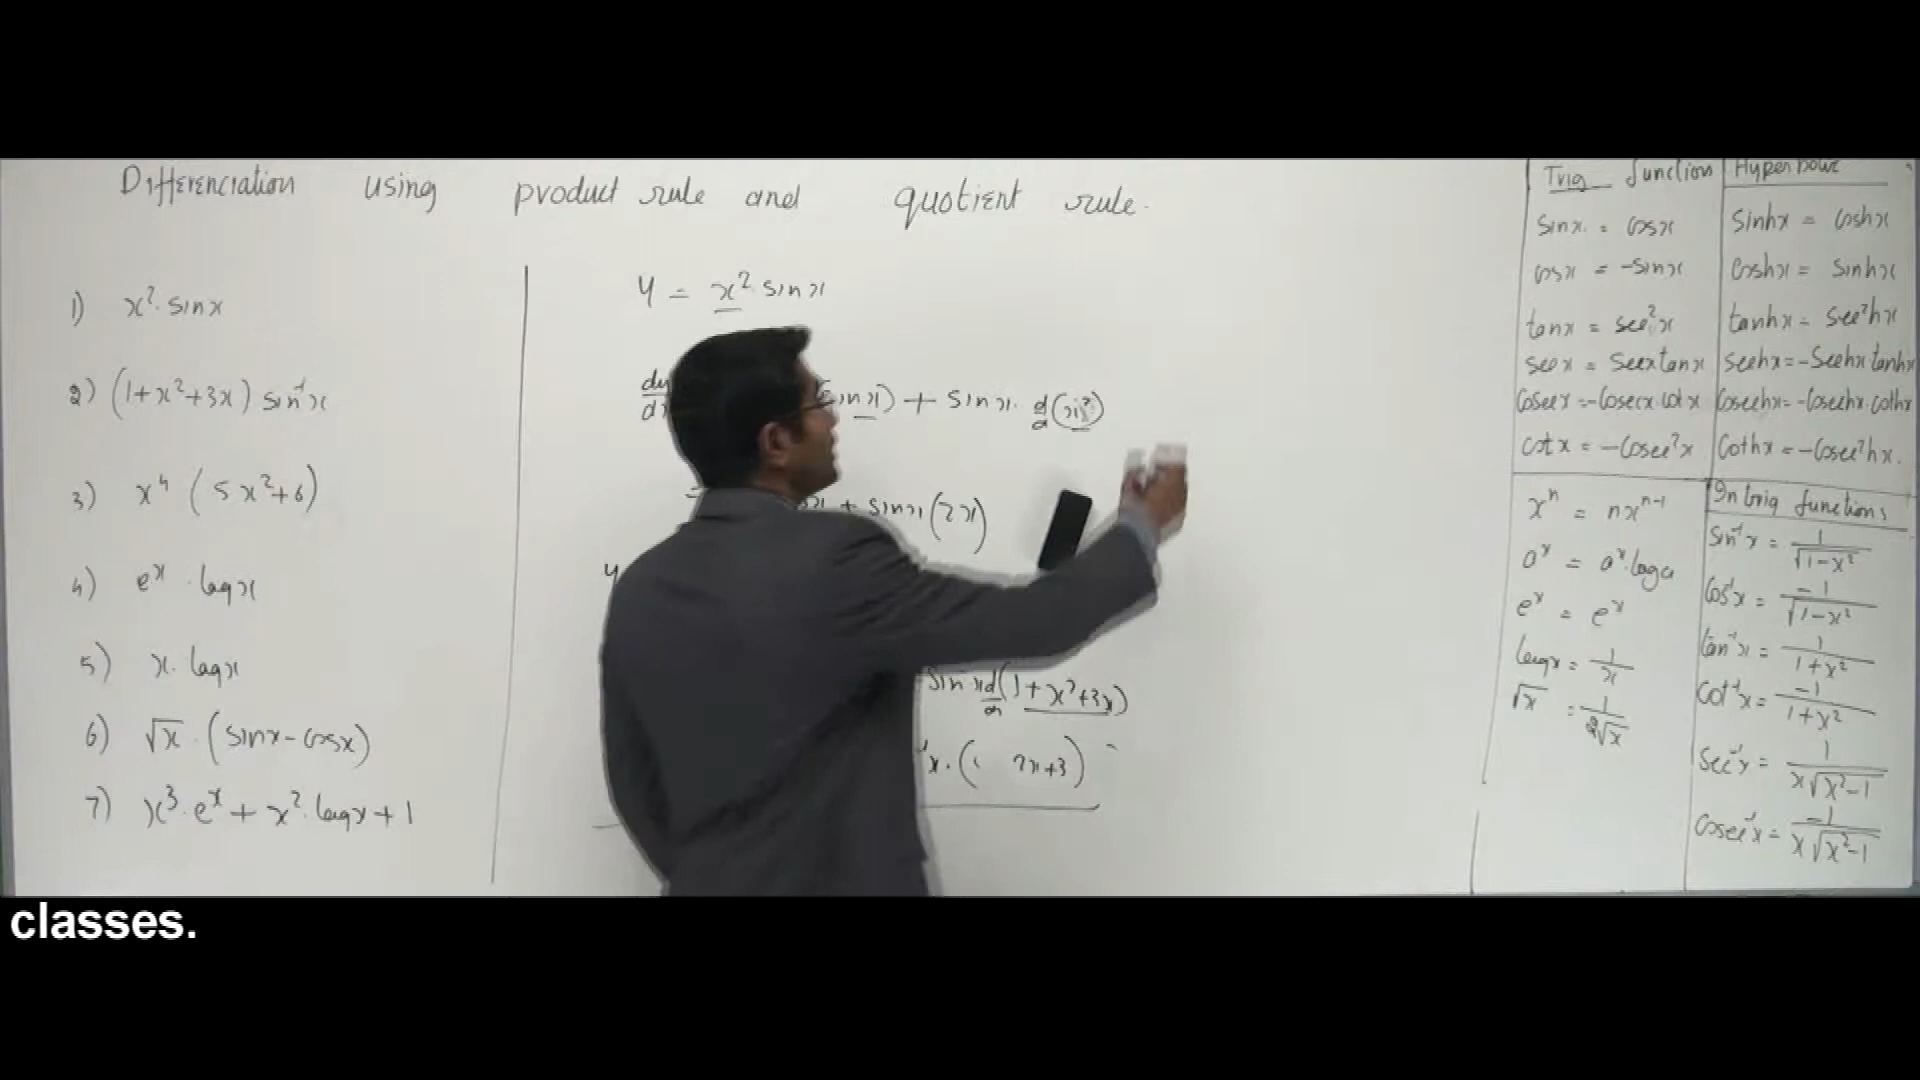 Differenciation using product rule and quotient rule.
1) x². sinx
2) (1+x²+3x) sin⁻¹x
3) x⁴ (5x²+6)
4) eˣ . logx
5) x. logx
6) √x . (sinx-cosx)
7) x³. eˣ + x². logx + 1
y = x². sinx
dy
inx) + sinx. d (x²)
= + sinx (2x)
y
sin x d (1+x²+3x)
x. ( 2x+3)
Trig function
sinx = cosx
cosx = -sinx
tanx = sec²x
secx = secxtanx
cosecx = -cosecx.cotx
cotx = -cosec²x
Hyperbolic
sinhx = coshx
coshx = sinhx
tanhx = sec²hx
sechx = -sechx.tanhx
cosechx = -cosechx.cothx
cothx = -cosec²hx.
xⁿ = nxⁿ⁻¹
aˣ = aˣ.loga
eˣ = eˣ
logx = 1/x
√x = 1/2√x
In trig functions
sin⁻¹x = 1/√1-x²
cos⁻¹x = -1/√1-x²
tan⁻¹x = 1/1+x²
cot⁻¹x = -1/1+x²
sec⁻¹x = 1/x√x²-1
cosec⁻¹x = -1/x√x²-1
classes.